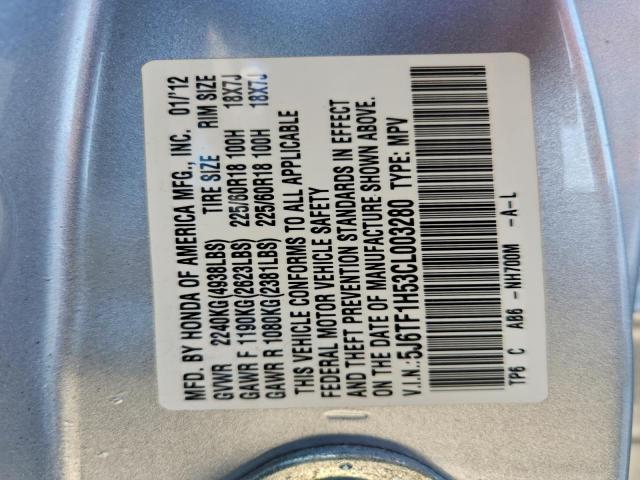 MFD. BY HONDA OF AMERICA MFG., INC. 01/12
GVWR 2240KG(4938LBS) TIRE SIZE RIM SIZE
GAWR F 1190KG(2623LBS) 225/60R18 100H 18X7J
GAWR R 1080KG(2381LBS) 225/60R18 100H 18X7J
THIS VEHICLE CONFORMS TO ALL APPLICABLE
FEDERAL MOTOR VEHICLE SAFETY
AND THEFT PREVENTION STANDARDS IN EFFECT
ON THE DATE OF MANUFACTURE SHOWN ABOVE.
V.I.N.: 5J6TF1H53CL003280 TYPE: MPV
TP6 C AB6 -NH700M -A-L